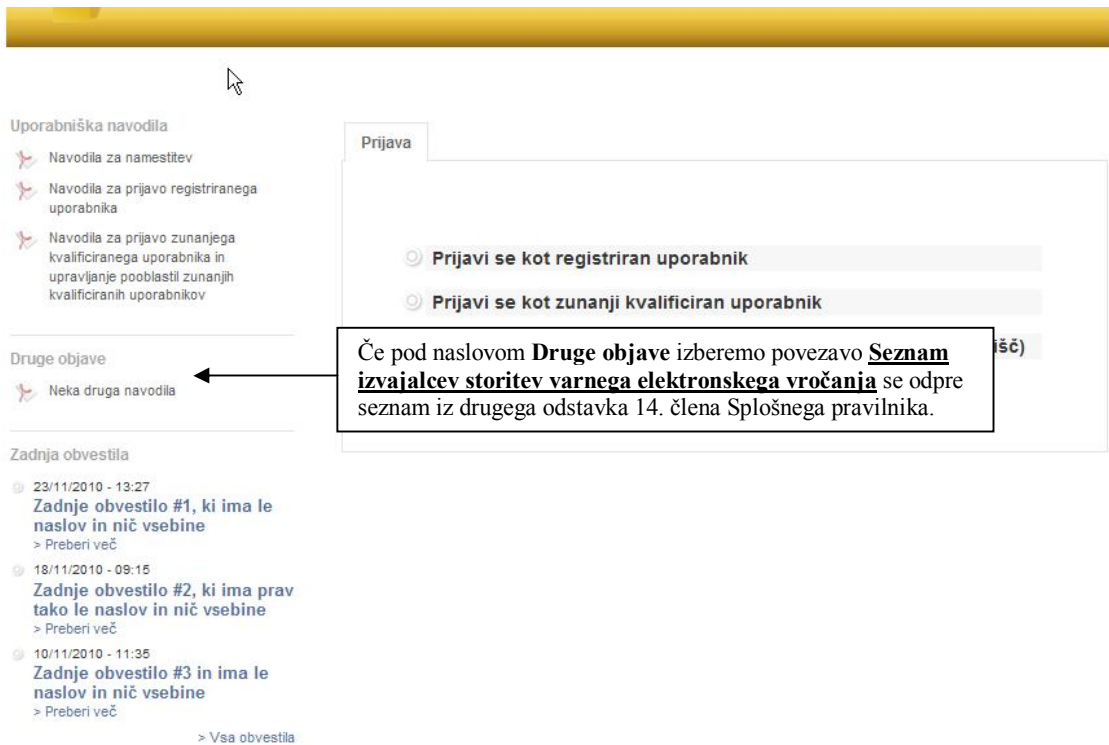 Uporabniška navodila
Navodila za namestitev
Navodila za prijavo registriranega
uporabnika
Navodila za prijavo zunanjega
kvalificiranega uporabnika in
upravljanje pooblastil zunanjih
kvalificiranih uporabnikov
Druge objave
Neka druga navodila
Zadnja obvestila
23/11/2010 - 13:27
Zadnje obvestilo #1, ki ima le
naslov in nič vsebine
> Preberi več
18/11/2010 - 09:15
Zadnje obvestilo #2, ki ima prav
tako le naslov in nič vsebine
> Preberi več
10/11/2010 - 11:35
Zadnje obvestilo #3 in ima le
naslov in nič vsebine
> Preberi več
> Vsa obvestila
Prijava
Prijavi se kot registriran uporabnik
Prijavi se kot zunanji kvalificiran uporabnik
išč)
Če pod naslovom Druge objave izberemo povezavo Seznam
izvajalcev storitev varnega elektronskega vročanja se odpre
seznam iz drugega odstavka 14. člena Splošnega pravilnika.